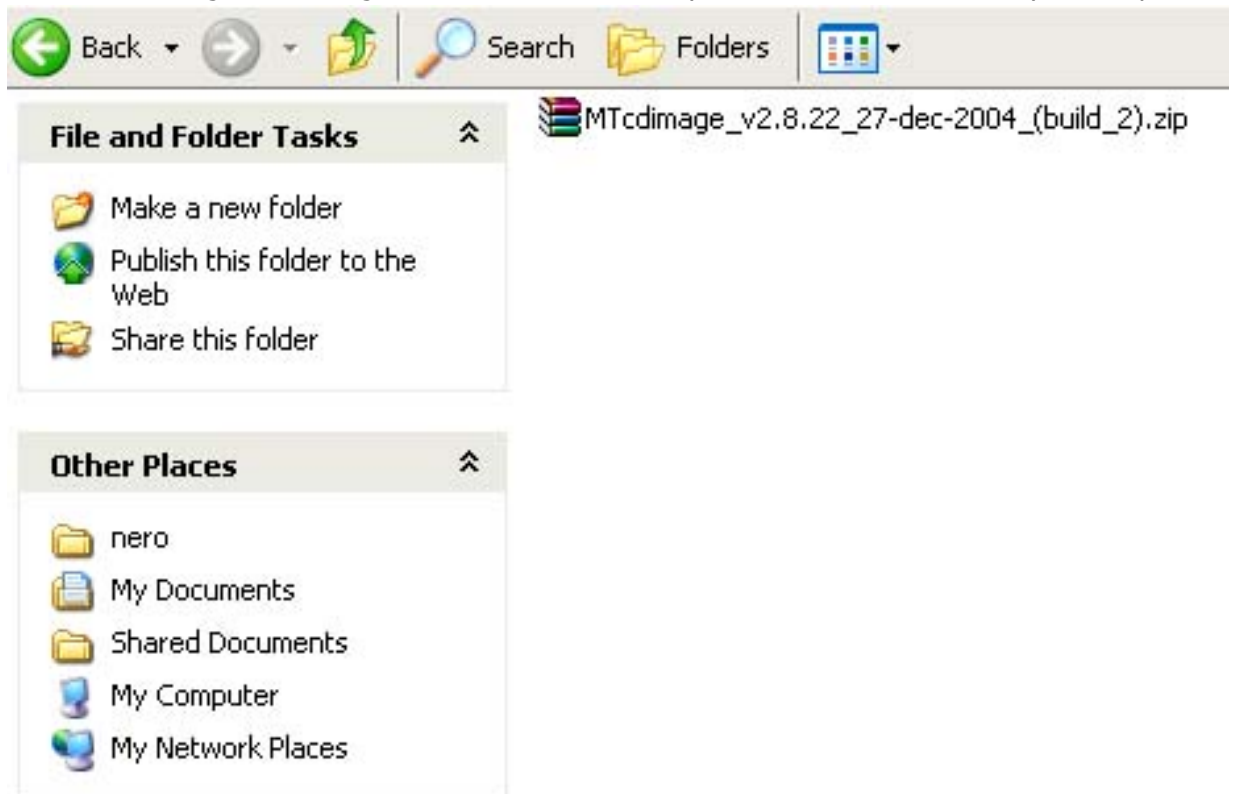 Back
Search
Folders
File and Folder Tasks
Make a new folder
Publish this folder to the
Web
Share this folder
Other Places
nero
My Documents
Shared Documents
My Computer
My Network Places
MTcdimage_v2.8.22_27-dec-2004_(build_2).zip